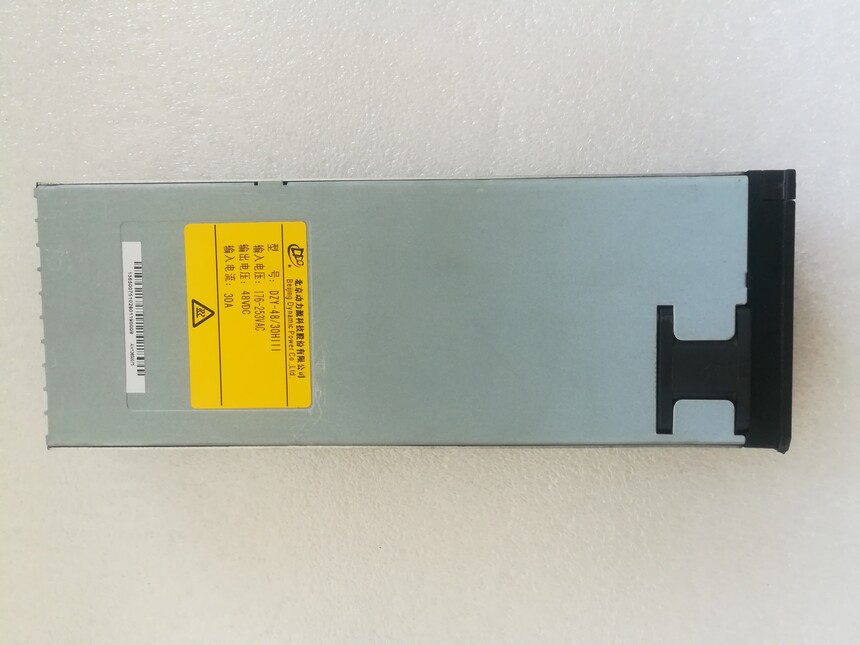 北京动力源科技股份有限公司
Beijing Dynamic Power Co.,Ltd
型 号: DZY-48/30HIII
输入电压: 176-253VAC
输出电压: 48VDC
输入电流: 30A